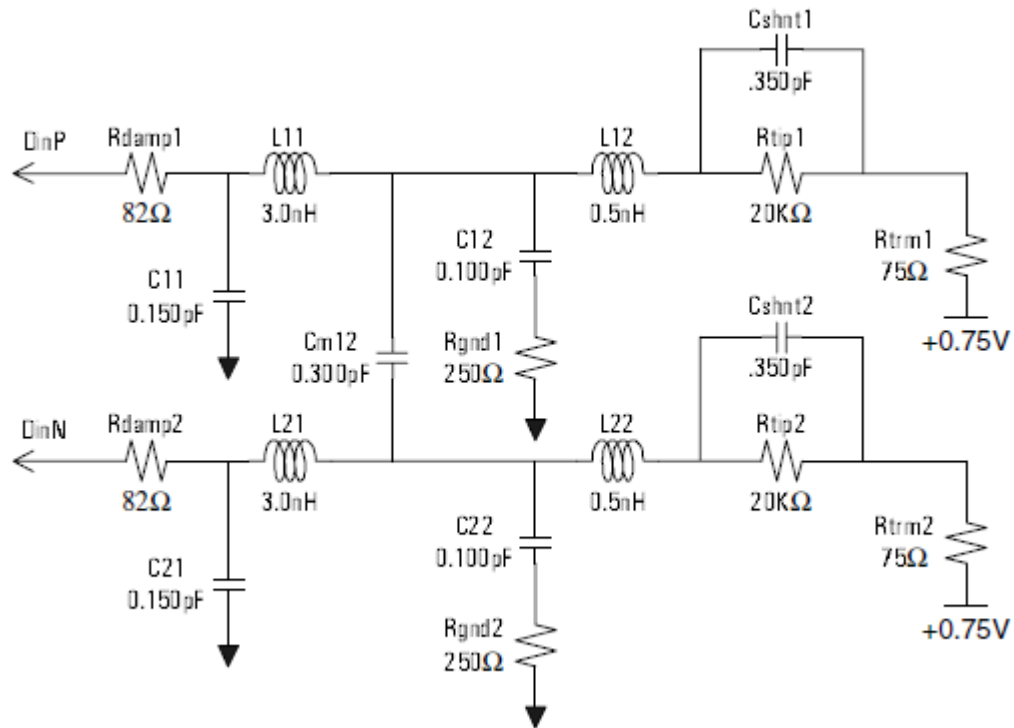 Cshnt1
.350pF
DinP
Rdamp1
82Ω
L11
3.0nH
L12
0.5nH
Rtip1
20KΩ
C11
0.150pF
C12
0.100pF
Rtrm1
75Ω
+0.75V
Cm12
0.300pF
Rgnd1
250Ω
Cshnt2
.350pF
DinN
Rdamp2
82Ω
L21
3.0nH
L22
0.5nH
Rtip2
20KΩ
C21
0.150pF
C22
0.100pF
Rtrm2
75Ω
+0.75V
Rgnd2
250Ω